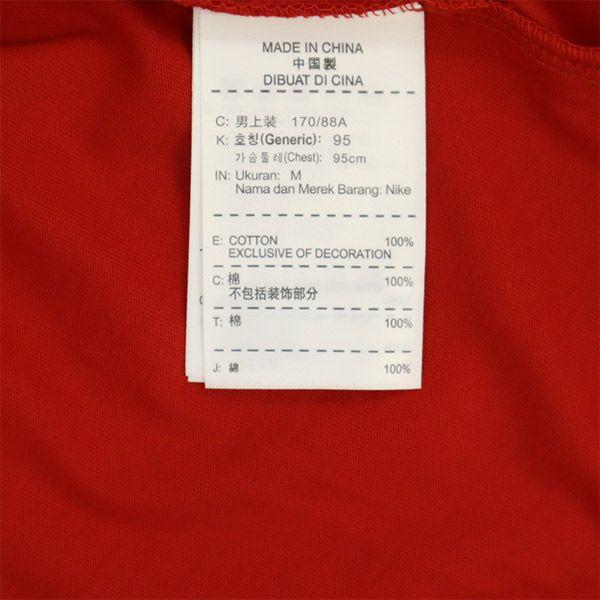 MADE IN CHINA
中国製
DIBUAT DI CINA
C: 男上装 170/88A
K: 호칭(Generic): 95
가슴둘레(Chest): 95cm
IN: Ukuran: M
Nama dan Merek Barang: Nike
E: COTTON 100%
EXCLUSIVE OF DECORATION
C: 棉 100%
不包括装饰部分
T: 棉 100%
J: 綿 100%